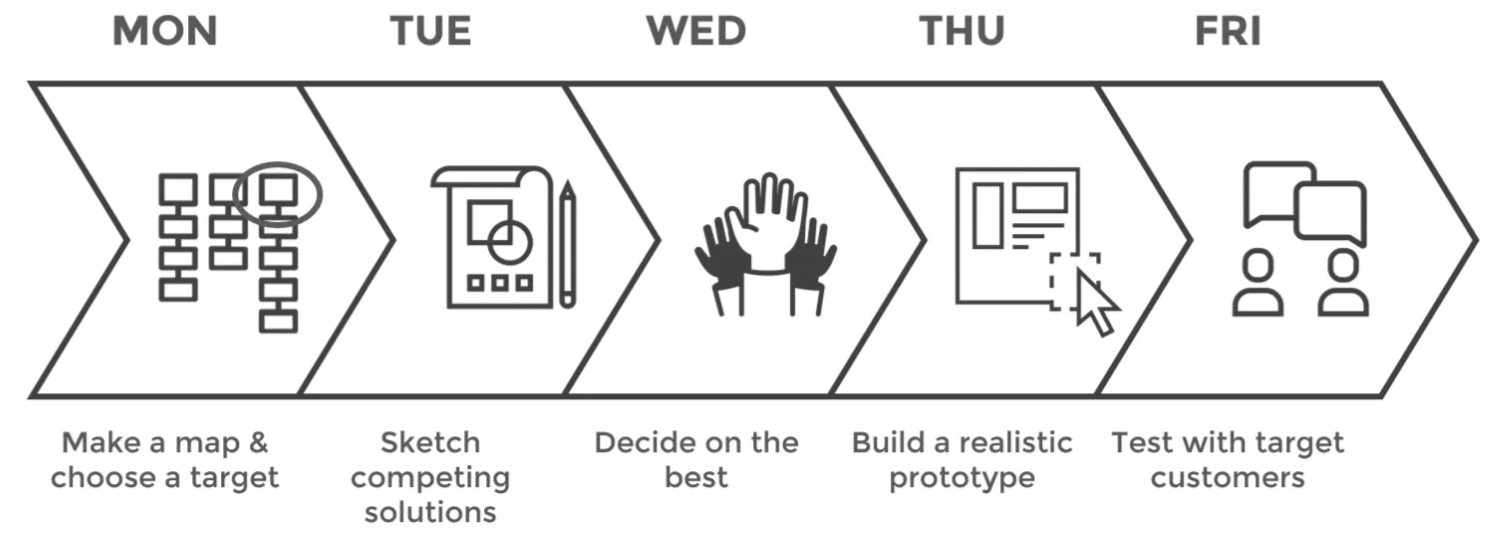 MON
TUE
WED
THU
FRI
Make a map &
choose a target
Sketch
competing
solutions
Decide on the
best
Build a realistic
prototype
Test with target
customers